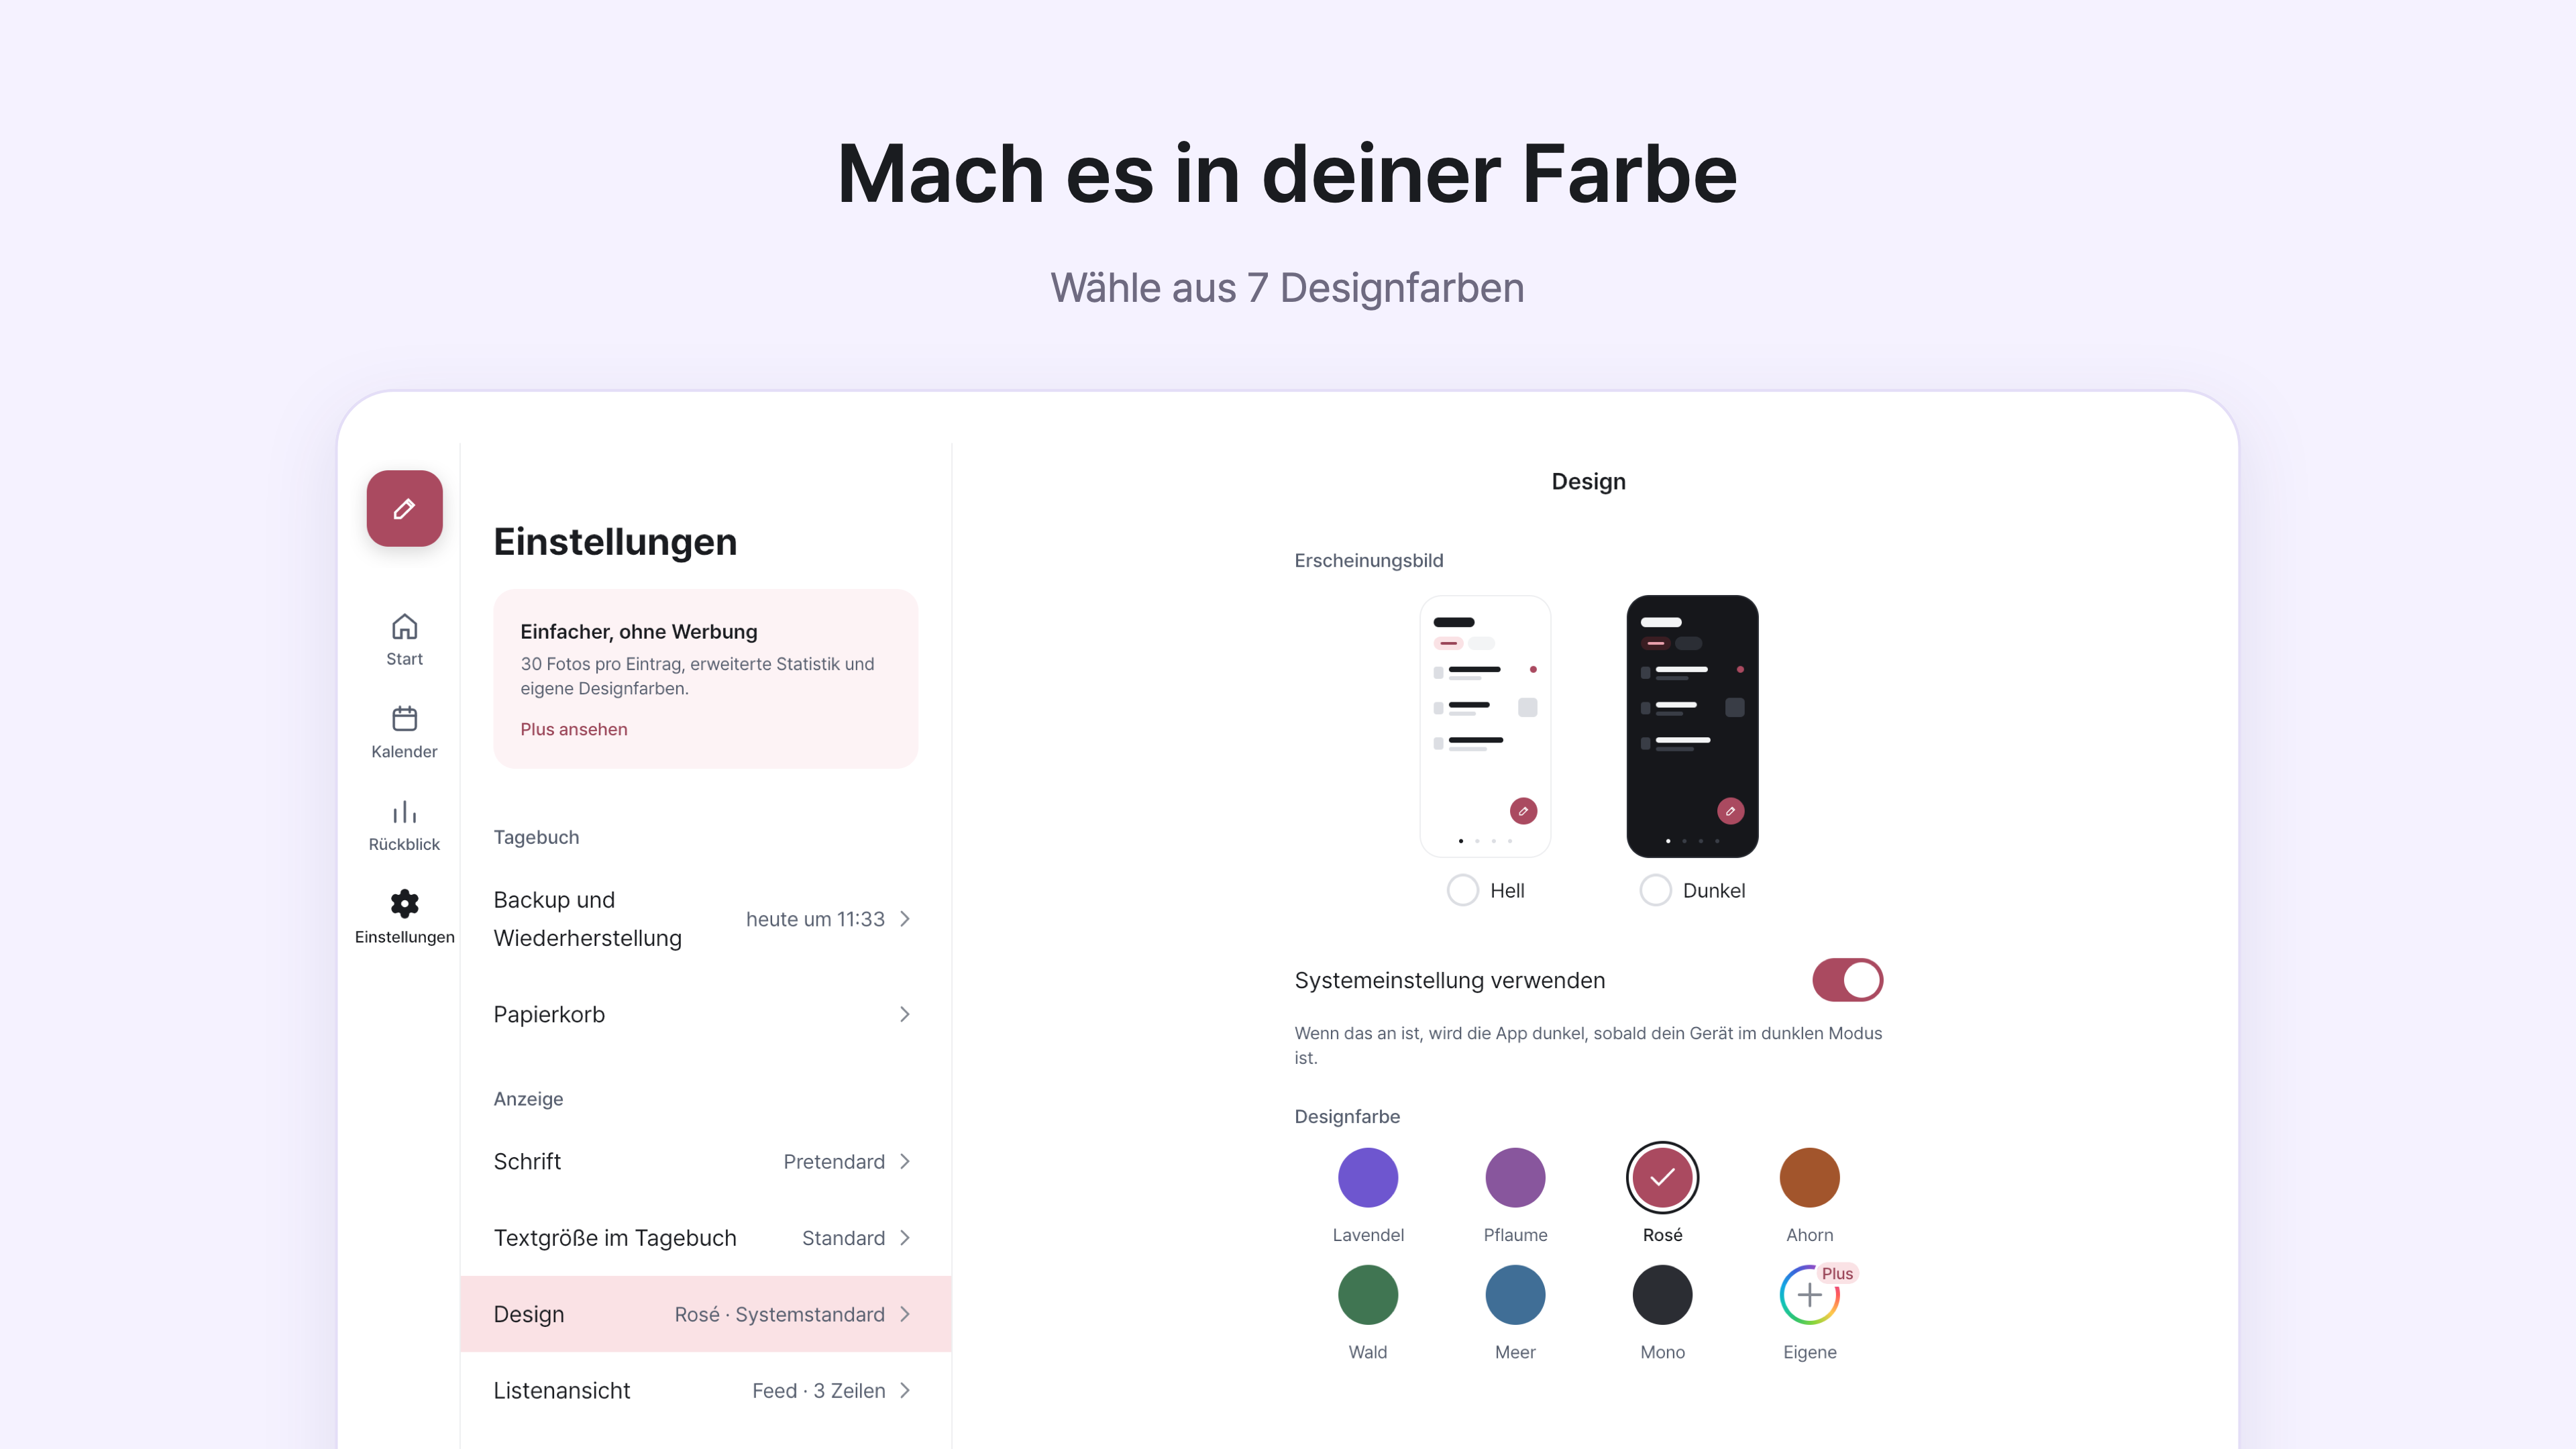 Mach es in deiner Farbe
Wähle aus 7 Designfarben
Start
Kalender
Rückblick
Einstellungen
Einstellungen
Einfacher, ohne Werbung
30 Fotos pro Eintrag, erweiterte Statistik und
eigene Designfarben.
Plus ansehen
Tagebuch
Backup und
Wiederherstellung
heute um 11:33
Papierkorb
Anzeige
Schrift
Pretendard
Textgröße im Tagebuch
Standard
Design
Rosé · Systemstandard
Listenansicht
Feed · 3 Zeilen
Design
Erscheinungsbild
Hell
Dunkel
Systemeinstellung verwenden
Wenn das an ist, wird die App dunkel, sobald dein Gerät im dunklen Modus
ist.
Designfarbe
Lavendel
Pflaume
Rosé
Ahorn
Plus
Wald
Meer
Mono
Eigene